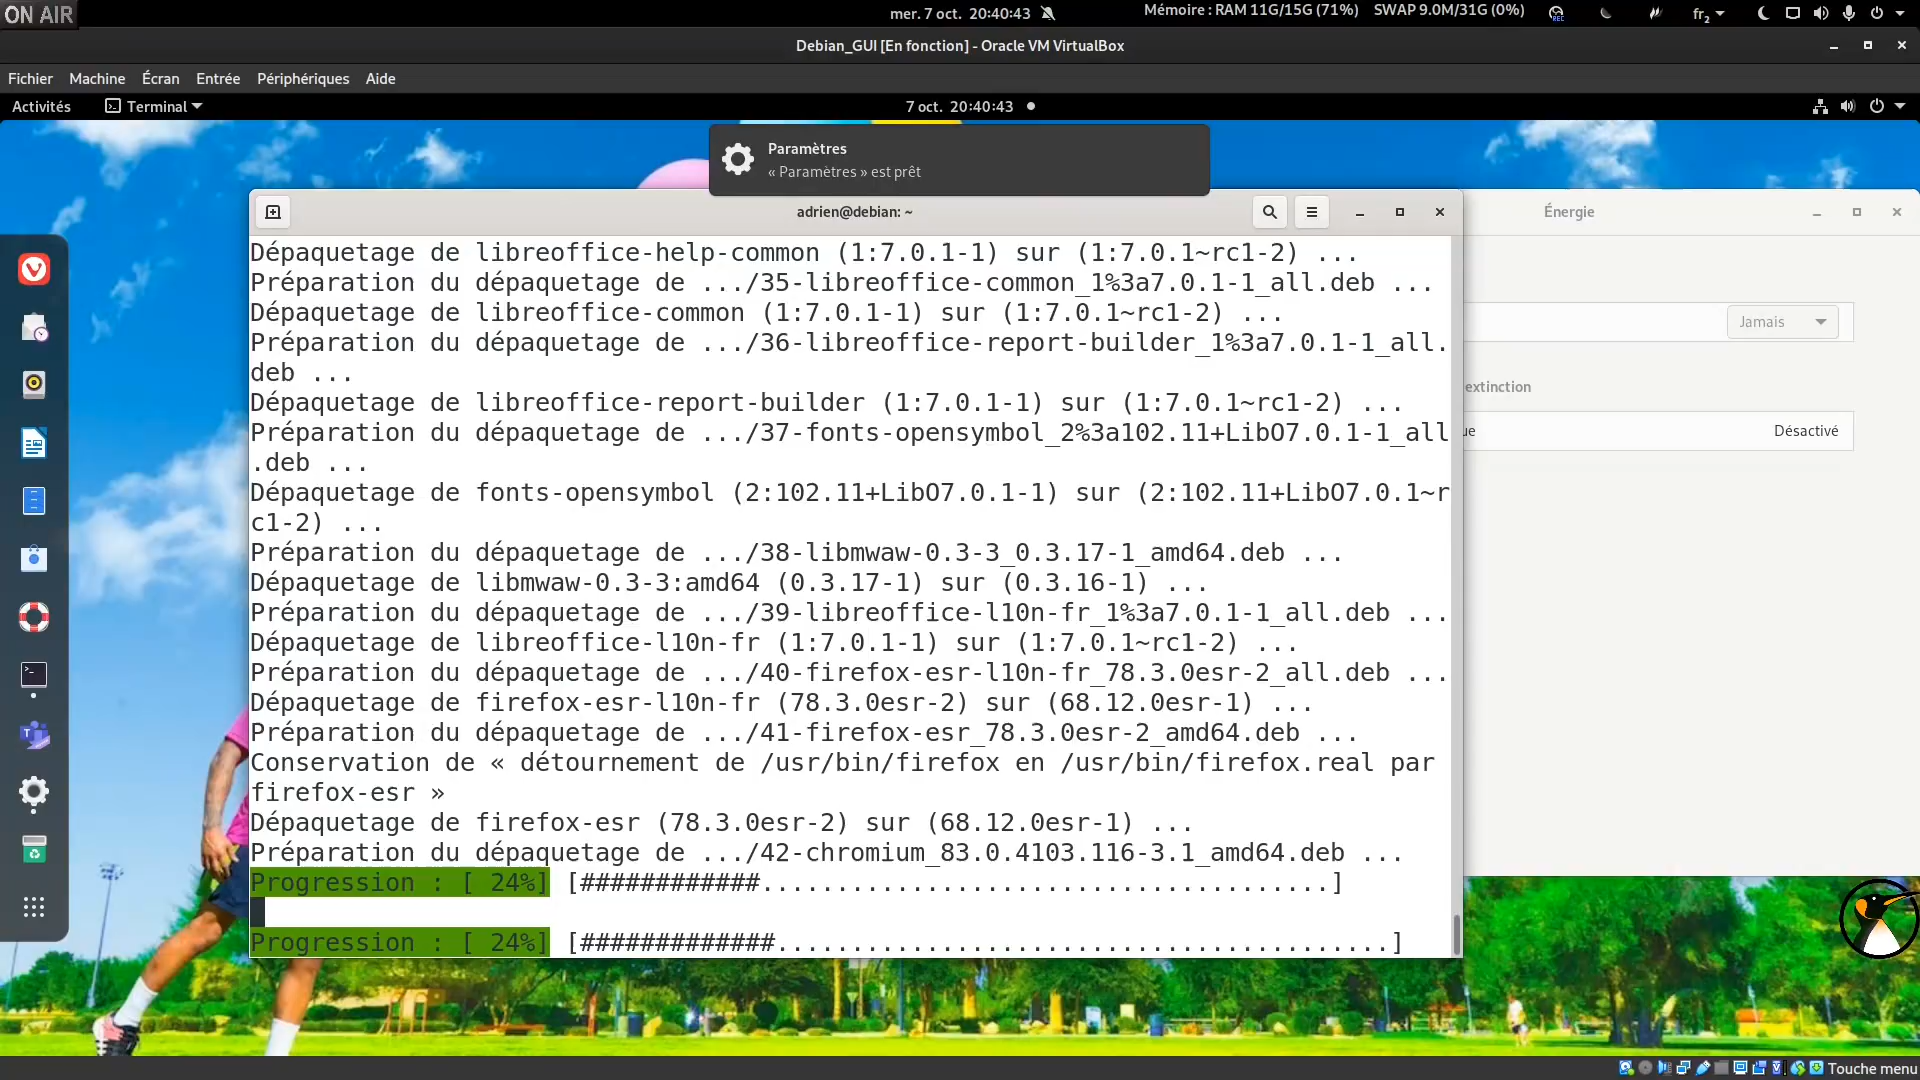 ON AIR
mer. 7 oct. 20:40:43
Mémoire : RAM 11G/15G (71%) SWAP 9.0M/31G (0%)
REC
fr₂
Debian_GUI [En fonction] - Oracle VM VirtualBox
Fichier Machine Écran Entrée Périphériques Aide
Activités Terminal 7 oct. 20:40:43
Paramètres
« Paramètres » est prêt
adrien@debian: ~
Énergie
Dépaquetage de libreoffice-help-common (1:7.0.1-1) sur (1:7.0.1~rc1-2) ...
Préparation du dépaquetage de .../35-libreoffice-common_1%3a7.0.1-1_all.deb ...
Dépaquetage de libreoffice-common (1:7.0.1-1) sur (1:7.0.1~rc1-2) ...
Préparation du dépaquetage de .../36-libreoffice-report-builder_1%3a7.0.1-1_all.
deb ...
Dépaquetage de libreoffice-report-builder (1:7.0.1-1) sur (1:7.0.1~rc1-2) ...
Préparation du dépaquetage de .../37-fonts-opensymbol_2%3a102.11+LibO7.0.1-1_all
.deb ...
Dépaquetage de fonts-opensymbol (2:102.11+LibO7.0.1-1) sur (2:102.11+LibO7.0.1~r
c1-2) ...
Préparation du dépaquetage de .../38-libmwaw-0.3-3_0.3.17-1_amd64.deb ...
Dépaquetage de libmwaw-0.3-3:amd64 (0.3.17-1) sur (0.3.16-1) ...
Préparation du dépaquetage de .../39-libreoffice-l10n-fr_1%3a7.0.1-1_all.deb ...
Dépaquetage de libreoffice-l10n-fr (1:7.0.1-1) sur (1:7.0.1~rc1-2) ...
Préparation du dépaquetage de .../40-firefox-esr-l10n-fr_78.3.0esr-2_all.deb ...
Dépaquetage de firefox-esr-l10n-fr (78.3.0esr-2) sur (68.12.0esr-1) ...
Préparation du dépaquetage de .../41-firefox-esr_78.3.0esr-2_amd64.deb ...
Conservation de « détournement de /usr/bin/firefox en /usr/bin/firefox.real par
firefox-esr »
Dépaquetage de firefox-esr (78.3.0esr-2) sur (68.12.0esr-1) ...
Préparation du dépaquetage de .../42-chromium_83.0.4103.116-3.1_amd64.deb ...
Progression : [ 24%] [############......................................]
Progression : [ 24%] [#############.........................................]
Jamais
extinction
ue
Désactivé
Touche menu